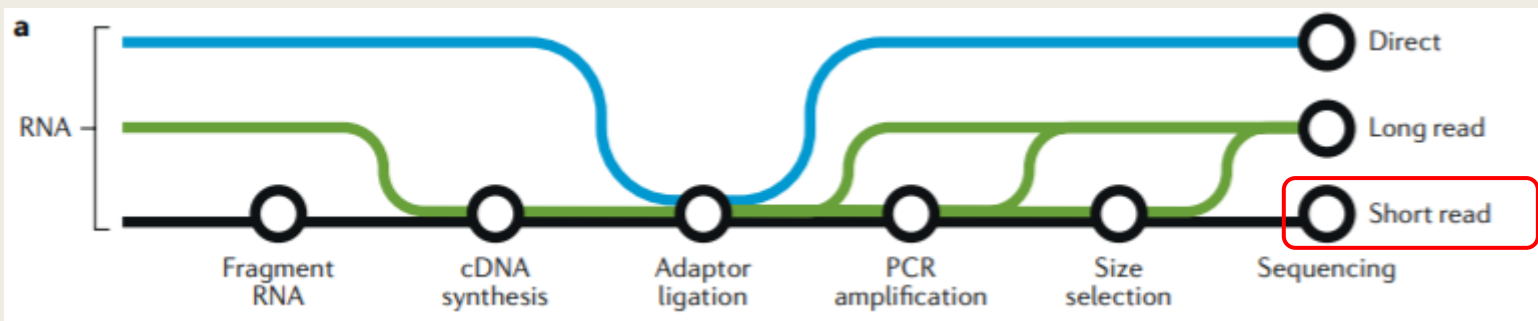 a
Direct
RNA
Long read
Short read
Fragment
RNA
cDNA
synthesis
Adaptor
ligation
PCR
amplification
Size
selection
Sequencing